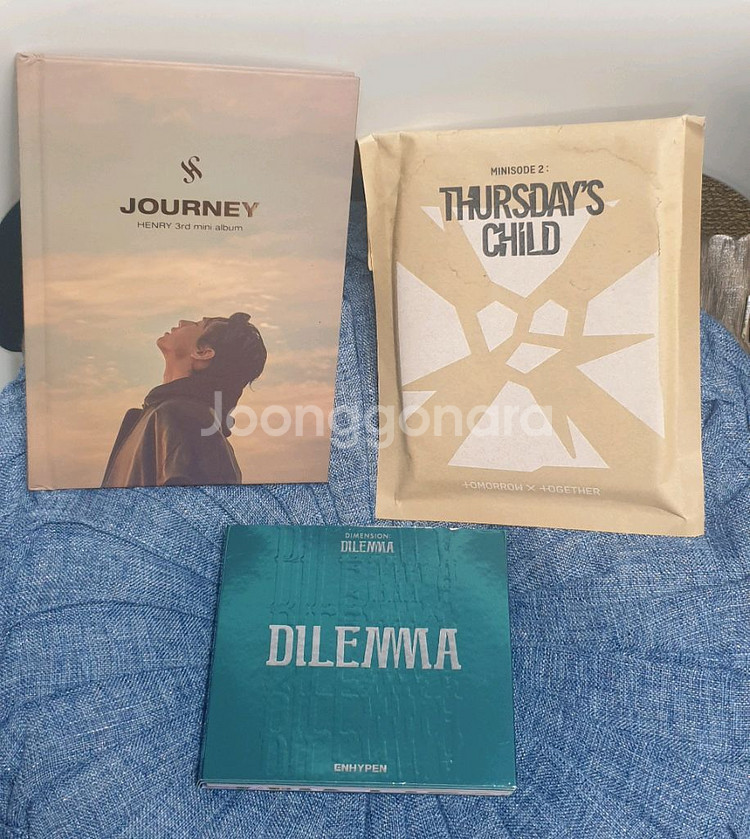 JOURNEY
HENRY 3rd mini album
MINISODE 2:
THURSDAY'S
CHILD
TOMORROW X TOGETHER
Joonggonara
DIMENSION:
DILEMMA
DILEMMA
ENHYPEN